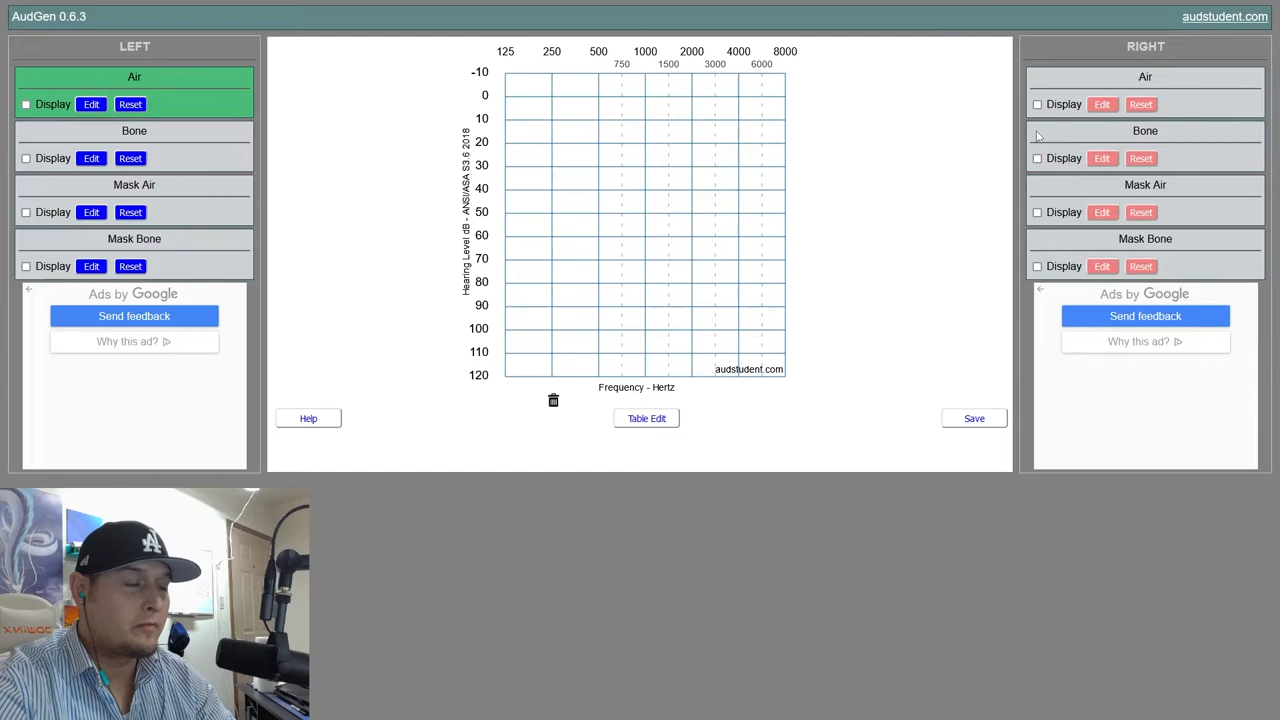 AudGen 0.6.3
audstudent.com
LEFT
Air
Display Edit Reset
Bone
Display Edit Reset
Mask Air
Display Edit Reset
Mask Bone
Display Edit Reset
Ads by Google
Send feedback
Why this ad?
125 250 500 1000 2000 4000 8000
750 1500 3000 6000
-10
0
10
20
30
40
50
60
70
80
90
100
110
120
Hearing Level dB - ANSI/ASA S3.6 2018
audstudent.com
Frequency - Hertz
Help
Table Edit
Save
RIGHT
Air
Display Edit Reset
Bone
Display Edit Reset
Mask Air
Display Edit Reset
Mask Bone
Display Edit Reset
Ads by Google
Send feedback
Why this ad?
LA